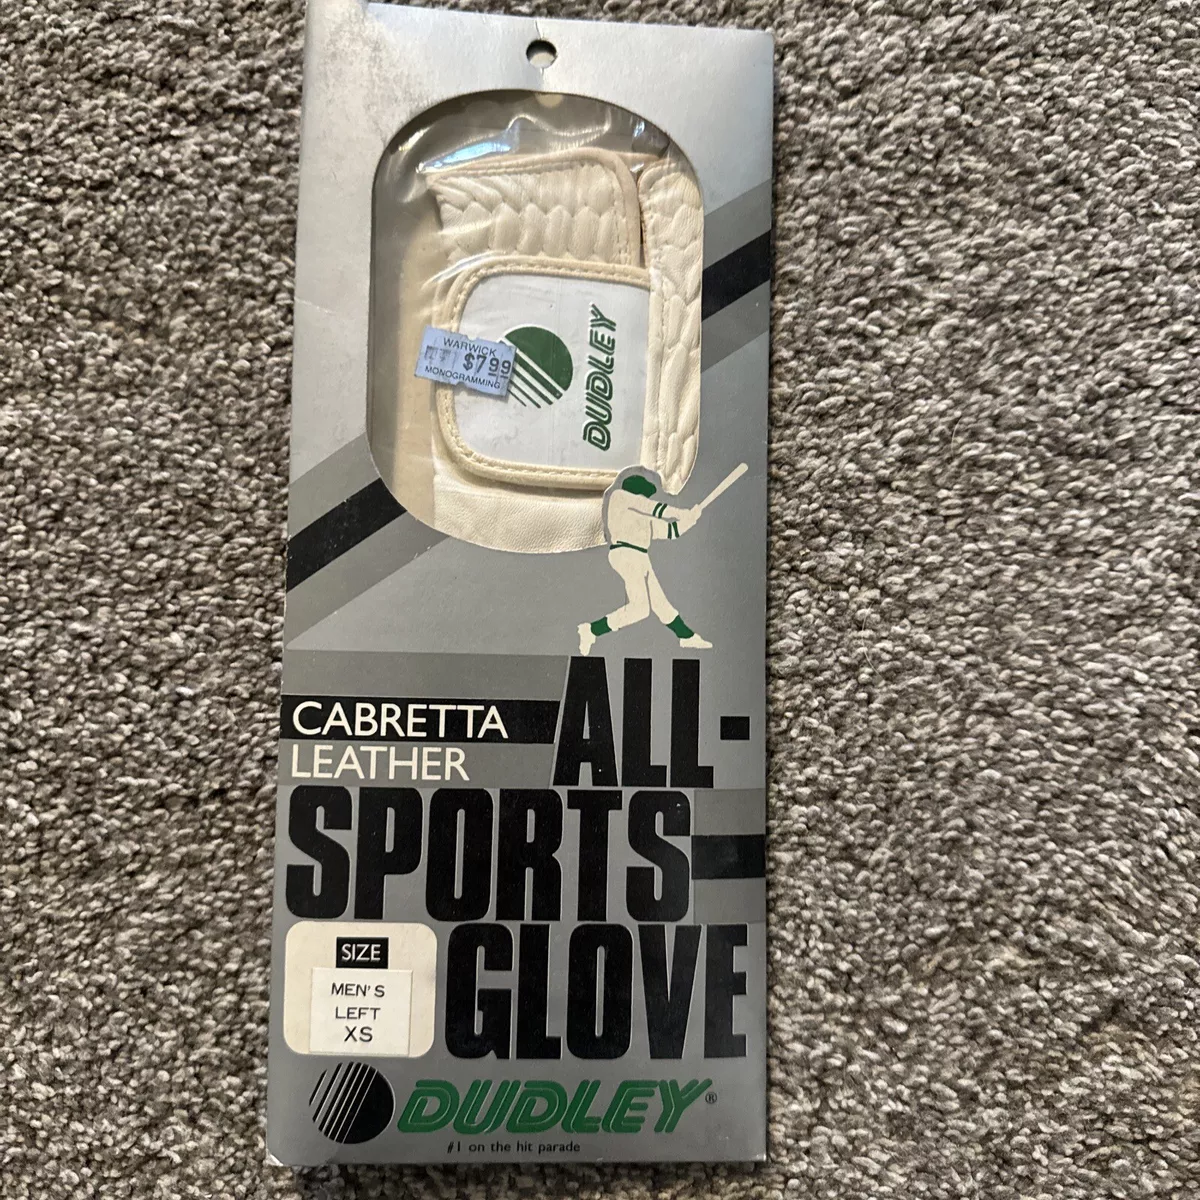 WARWICK
$7.99
MONOGRAMMING
DUDLEY
CABRETTA
LEATHER
ALL-
SPORTS
GLOVE
SIZE
MEN'S
LEFT
XS
DUDLEY®
#1 on the hit parade